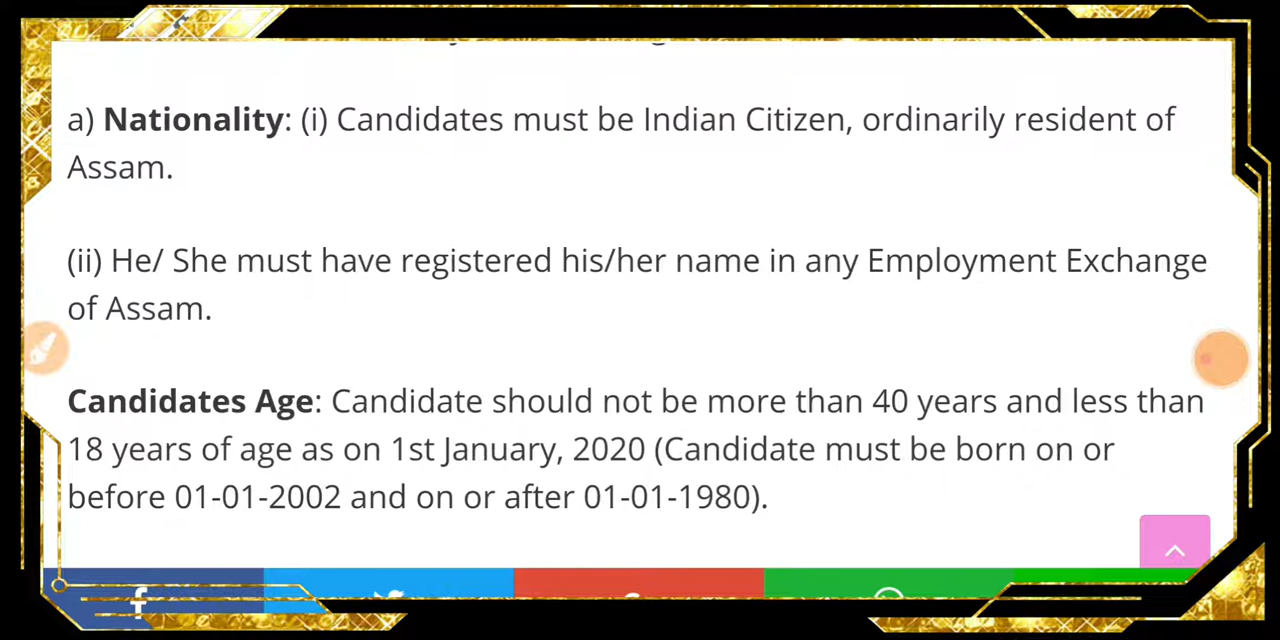 a) Nationality: (i) Candidates must be Indian Citizen, ordinarily resident of
Assam.
(ii) He/ She must have registered his/her name in any Employment Exchange
of Assam.
Candidates Age: Candidate should not be more than 40 years and less than
18 years of age as on 1st January, 2020 (Candidate must be born on or
before 01-01-2002 and on or after 01-01-1980).